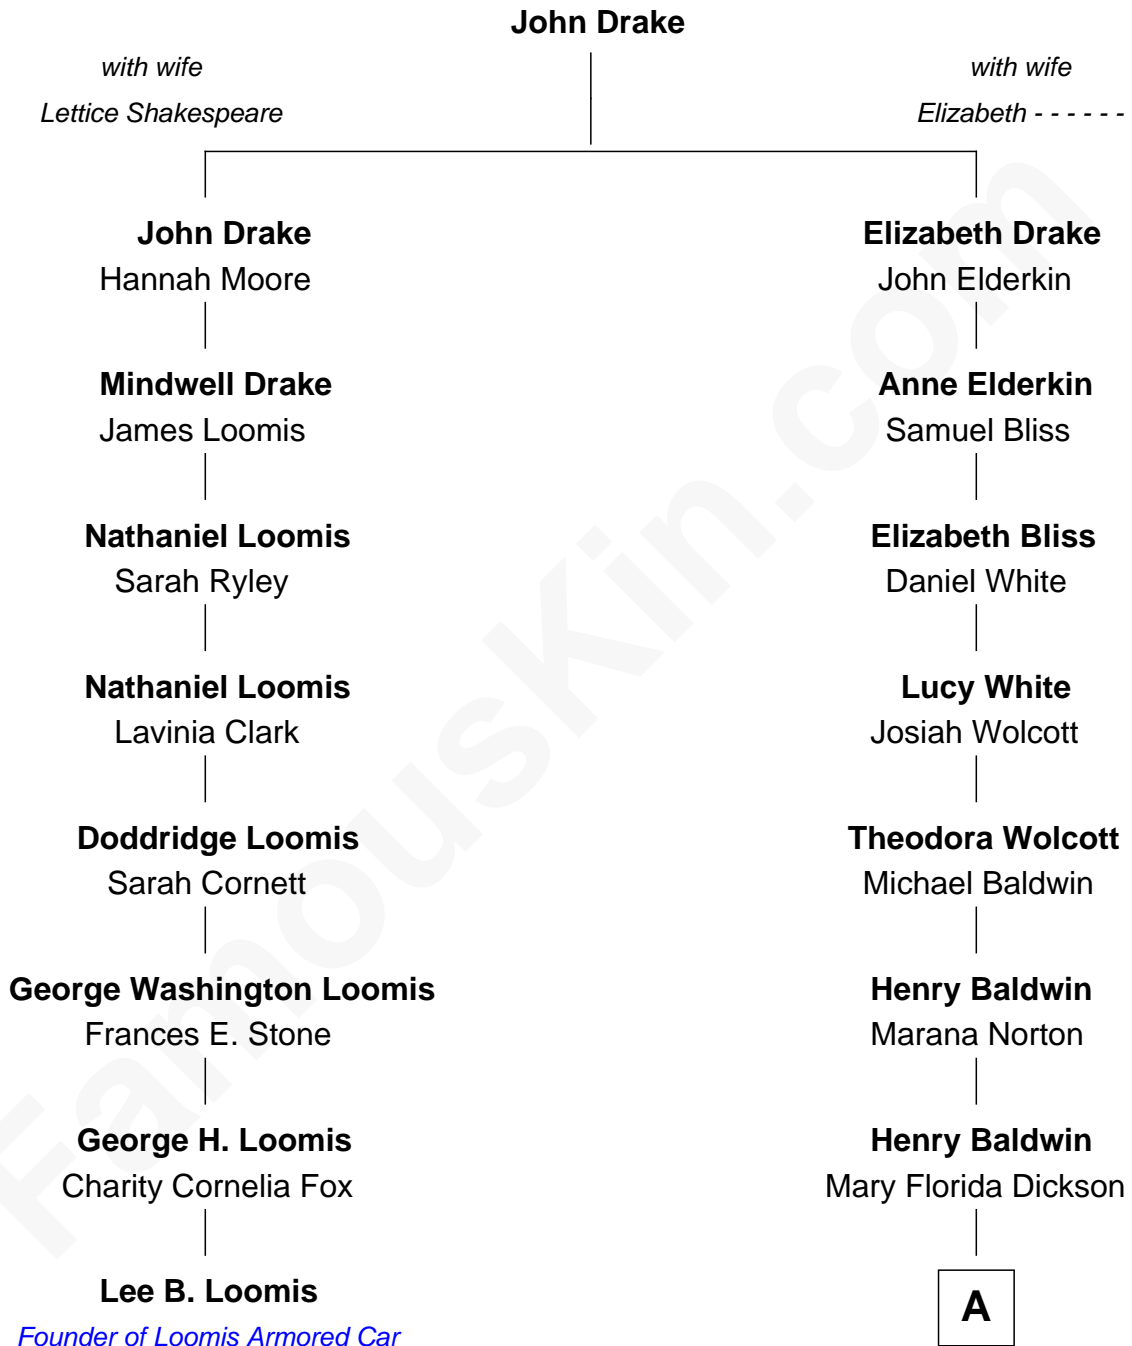 John Drake
with wife
Lettice Shakespeare
with wife
Elizabeth - - - - - -
John Drake
Hannah Moore
Elizabeth Drake
John Elderkin
Mindwell Drake
James Loomis
Anne Elderkin
Samuel Bliss
Nathaniel Loomis
Sarah Ryley
Elizabeth Bliss
Daniel White
Nathaniel Loomis
Lavinia Clark
Lucy White
Josiah Wolcott
Doddridge Loomis
Sarah Cornett
Theodora Wolcott
Michael Baldwin
George Washington Loomis
Frances E. Stone
Henry Baldwin
Marana Norton
George H. Loomis
Charity Cornelia Fox
Henry Baldwin
Mary Florida Dickson
Lee B. Loomis
Founder of Loomis Armored Car
A
FamousKin.com